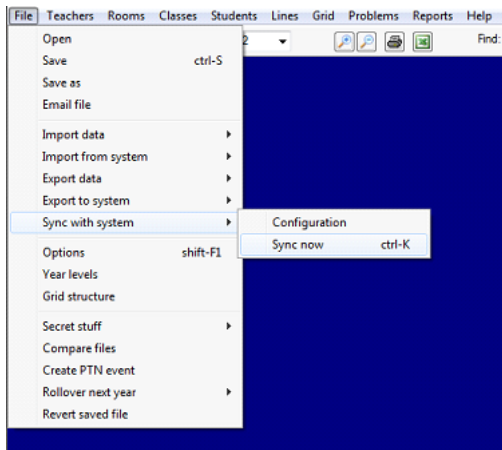 File Teachers Rooms Classes Students Lines Grid Problems Reports Help
Open
2
Find:
Save ctrl-S
Save as
Email file
Import data
Import from system
Export data
Export to system
Sync with system
Configuration
Sync now ctrl-K
Options shift-F1
Year levels
Grid structure
Secret stuff
Compare files
Create PTN event
Rollover next year
Revert saved file